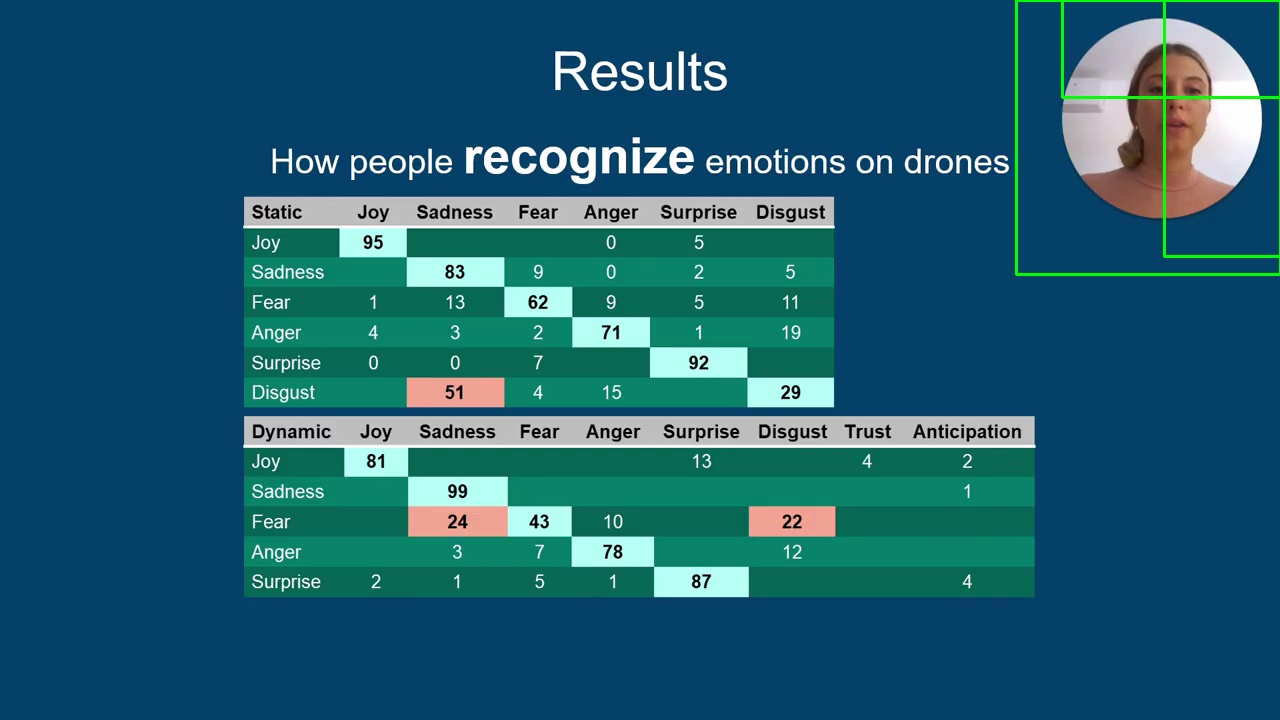 Results
How people recognize emotions on drones
Static Joy Sadness Fear Anger Surprise Disgust
Joy 95 0 5
Sadness 83 9 0 2 5
Fear 1 13 62 9 5 11
Anger 4 3 2 71 1 19
Surprise 0 0 7 92
Disgust 51 4 15 29
Dynamic Joy Sadness Fear Anger Surprise Disgust Trust Anticipation
Joy 81 13 4 2
Sadness 99 1
Fear 24 43 10 22
Anger 3 7 78 12
Surprise 2 1 5 1 87 4